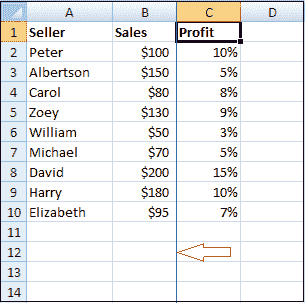 A B C D
1 Seller Sales Profit
2 Peter $100 10%
3 Albertson $150 5%
4 Carol $80 8%
5 Zoey $130 9%
6 William $50 3%
7 Michael $70 5%
8 David $200 15%
9 Harry $180 10%
10 Elizabeth $95 7%
11
12
13
14